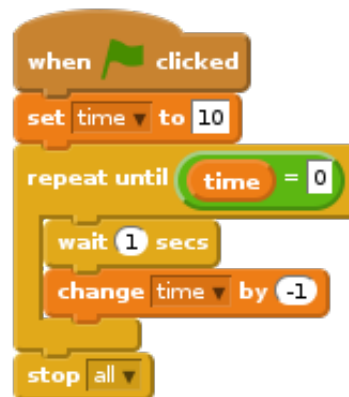 when clicked
set time to 10
repeat until time = 0
wait 1 secs
change time by -1
stop all